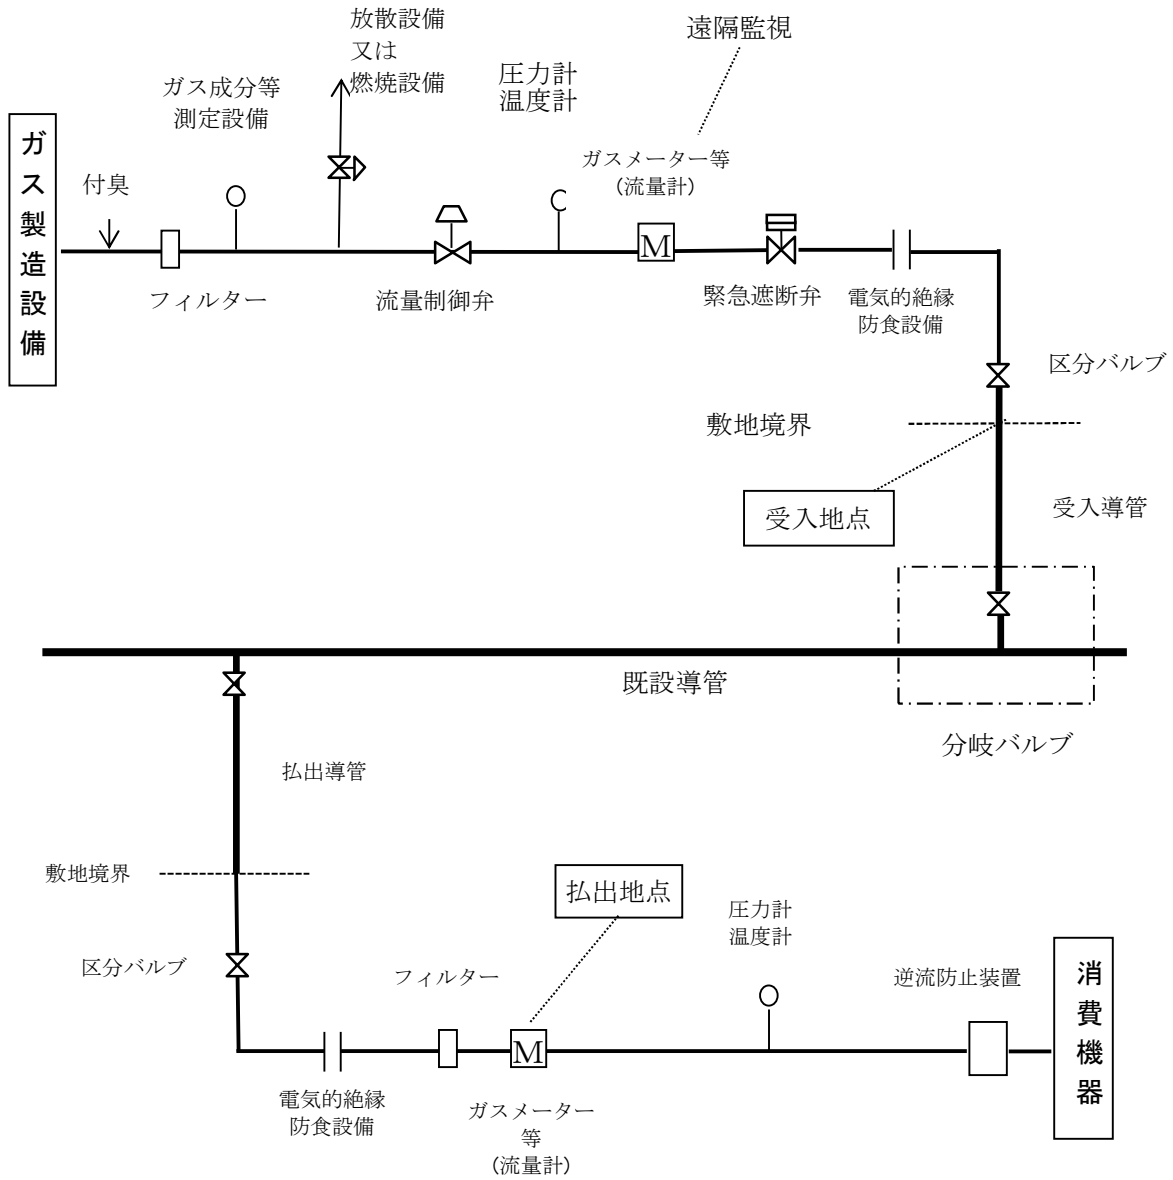 放散設備
又は
燃焼設備
遠隔監視
圧力計
温度計
ガス成分等
測定設備
ガスメーター等
(流量計)
ガス製造設備
付臭
M
フィルター
流量制御弁
緊急遮断弁
電気的絶縁
防食設備
区分バルブ
敷地境界
受入地点
受入導管
既設導管
分岐バルブ
払出導管
敷地境界
払出地点
圧力計
温度計
区分バルブ
フィルター
逆流防止装置
消費機器
M
電気的絶縁
防食設備
ガスメーター
等
(流量計)